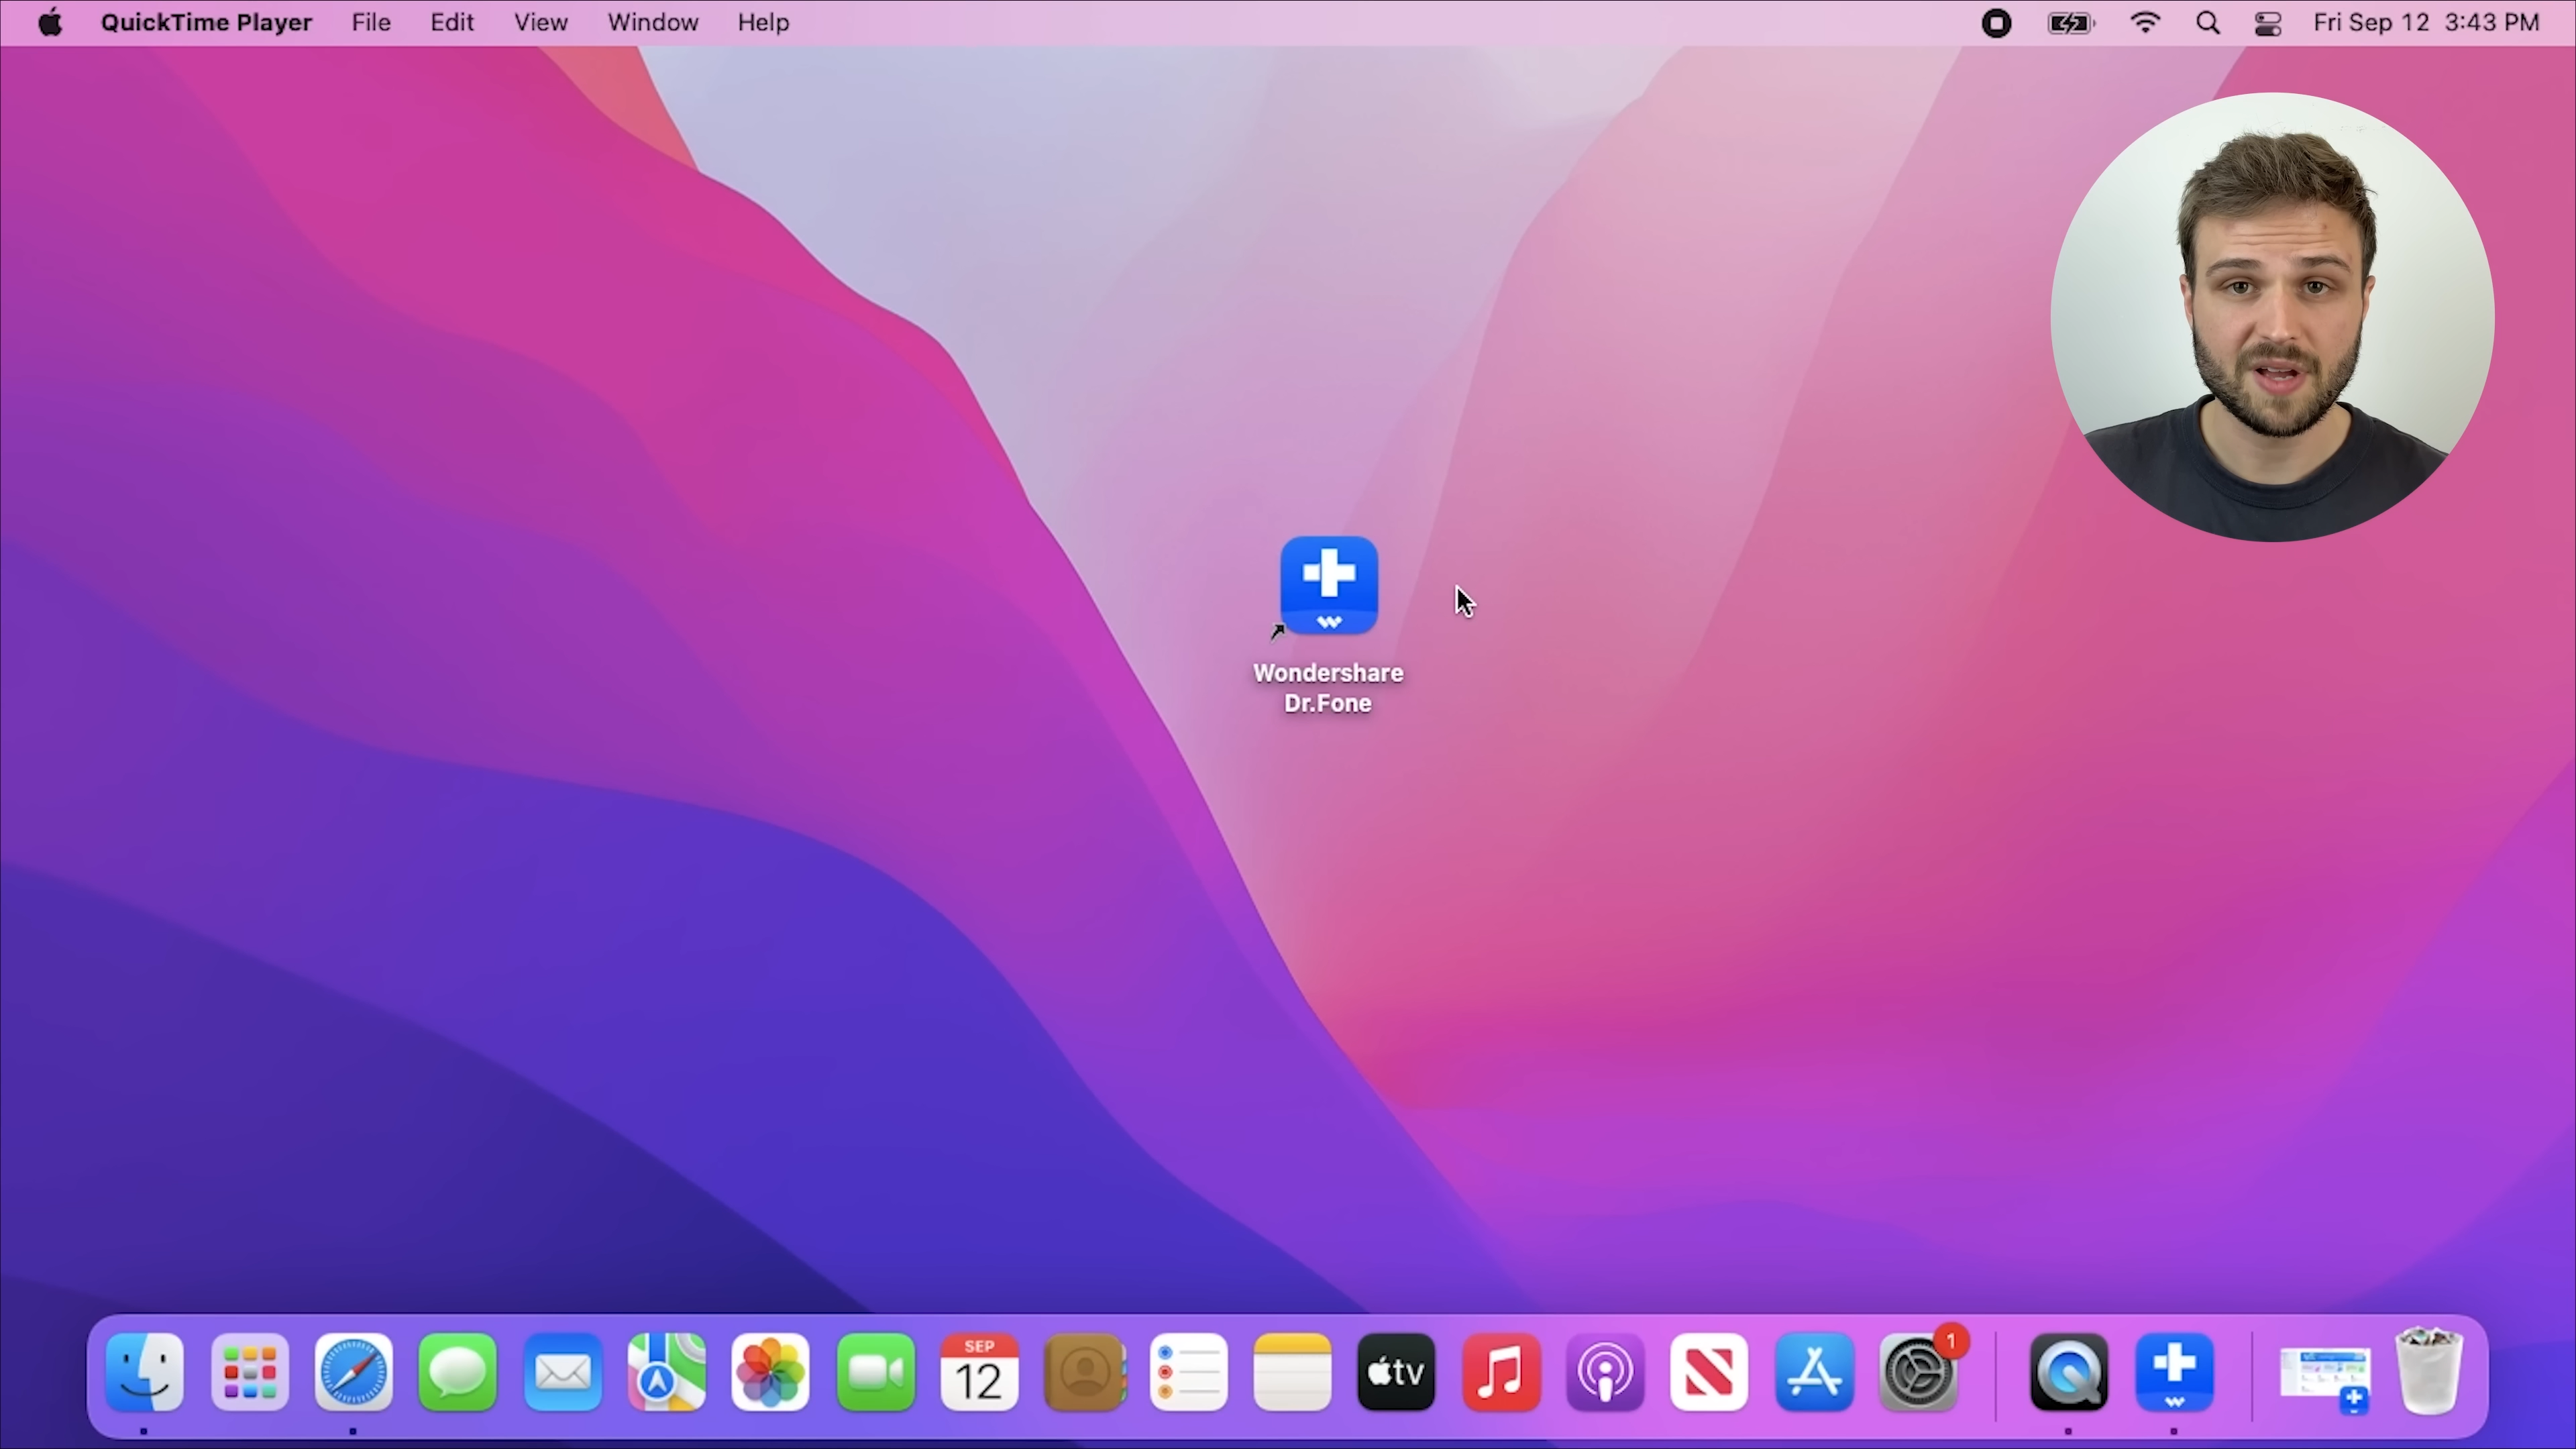 QuickTime Player File Edit View Window Help Fri Sep 12 3:43 PM
Wondershare
Dr.Fone
SEP
12
tv
1